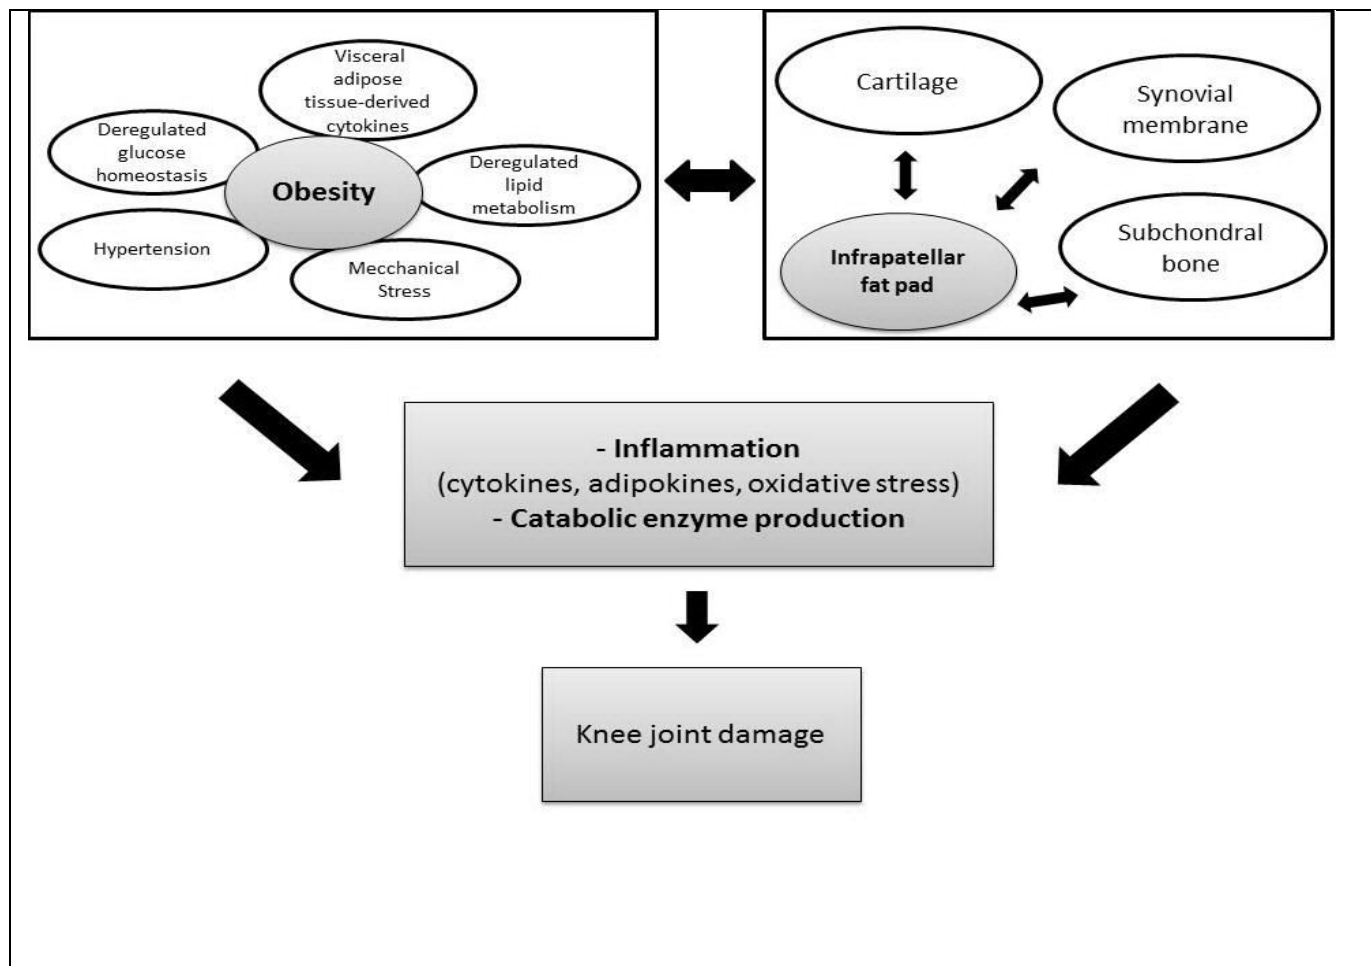 Visceral
adipose
tissue-derived
cytokines
Deregulated
glucose
homeostasis
Obesity
Deregulated
lipid
metabolism
Hypertension
Mecchanical
Stress
Cartilage
Synovial
membrane
Infrapatellar
fat pad
Subchondral
bone
- Inflammation
(cytokines, adipokines, oxidative stress)
- Catabolic enzyme production
Knee joint damage